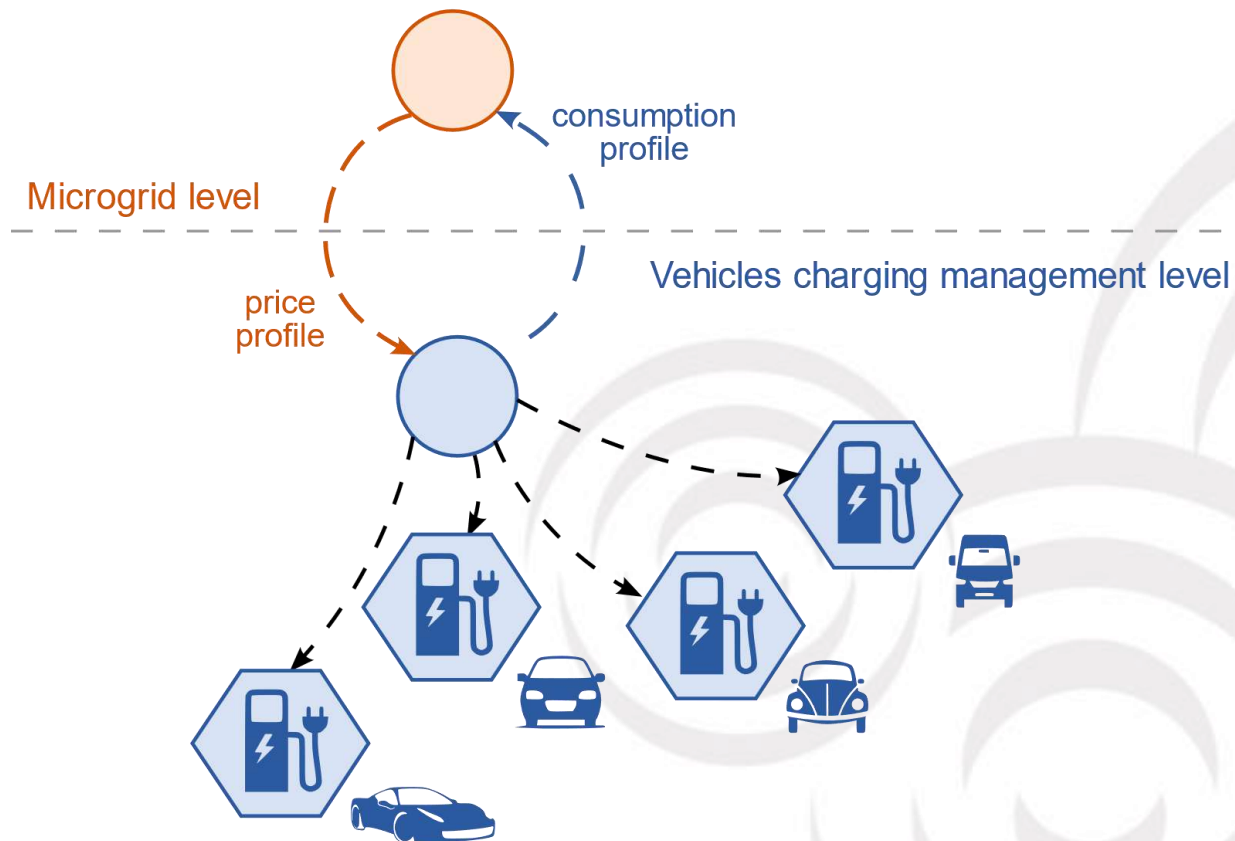 consumption
profile
Microgrid level
Vehicles charging management level
price
profile